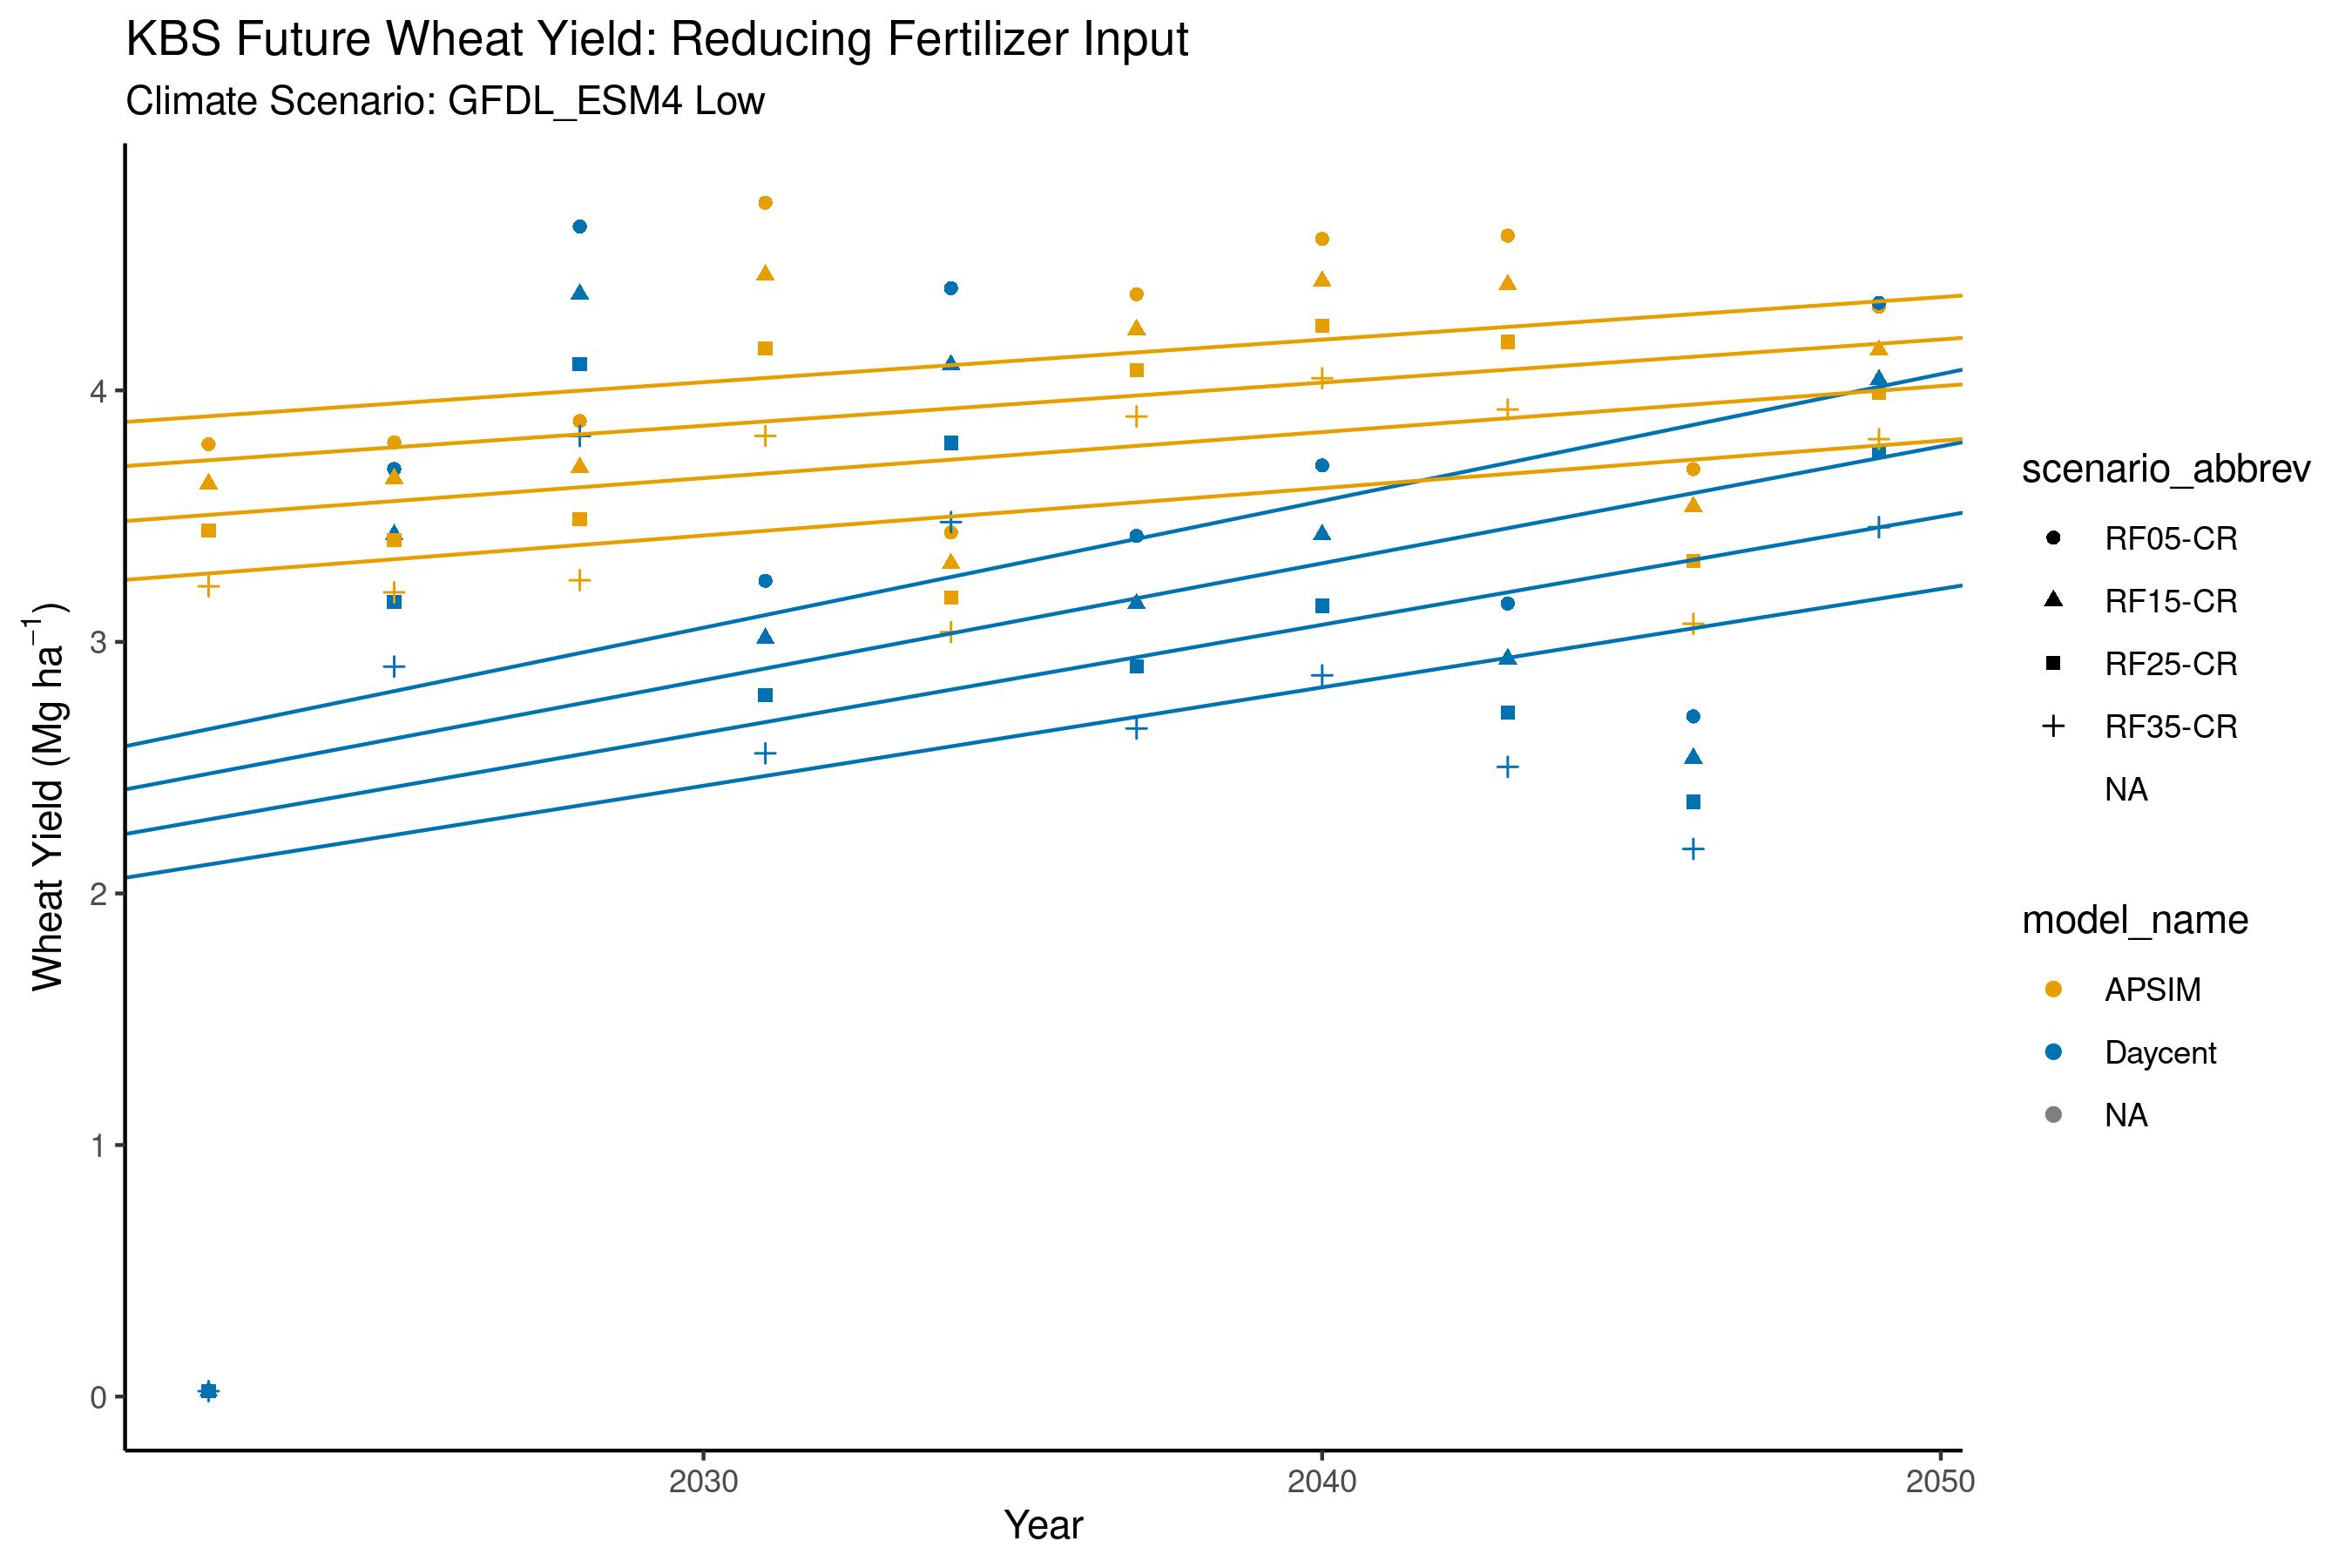 KBS Future Wheat Yield: Reducing Fertilizer Input
Climate Scenario: GFDL_ESM4 Low
Wheat Yield (Mg ha⁻¹)
4
3
2
1
0
2030
2040
2050
Year
scenario_abbrev
RF05-CR
RF15-CR
RF25-CR
RF35-CR
NA
model_name
APSIM
Daycent
NA